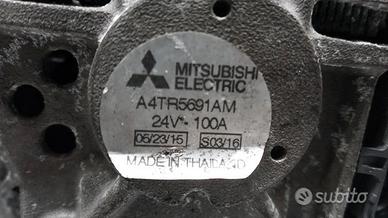 MITSUBISHI
ELECTRIC
A4TR5691AM
24V - 100A
05/23/15 S03/16
MADE IN THAILAND
subito